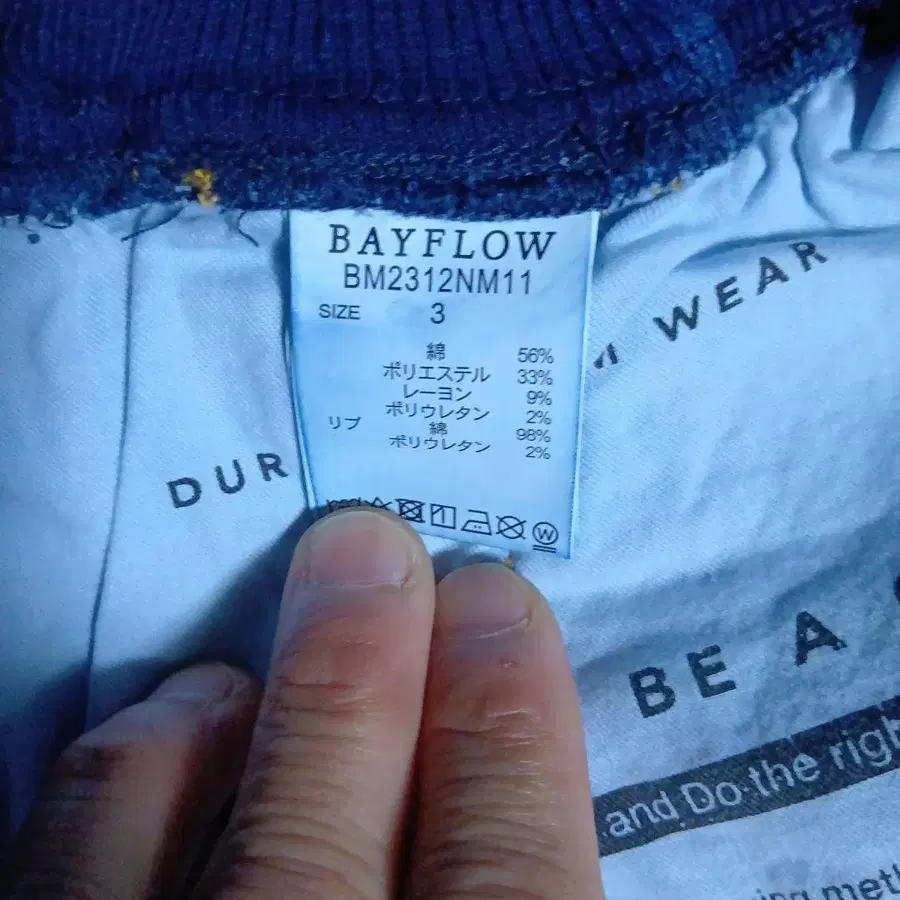 BAYFLOW
BM2312NM11
SIZE 3
綿 56%
ポリエステル 33%
レーヨン 9%
ポリウレタン 2%
リブ 綿 98%
ポリウレタン 2%
W
WEAR
DUR
BE A
and Do the righ